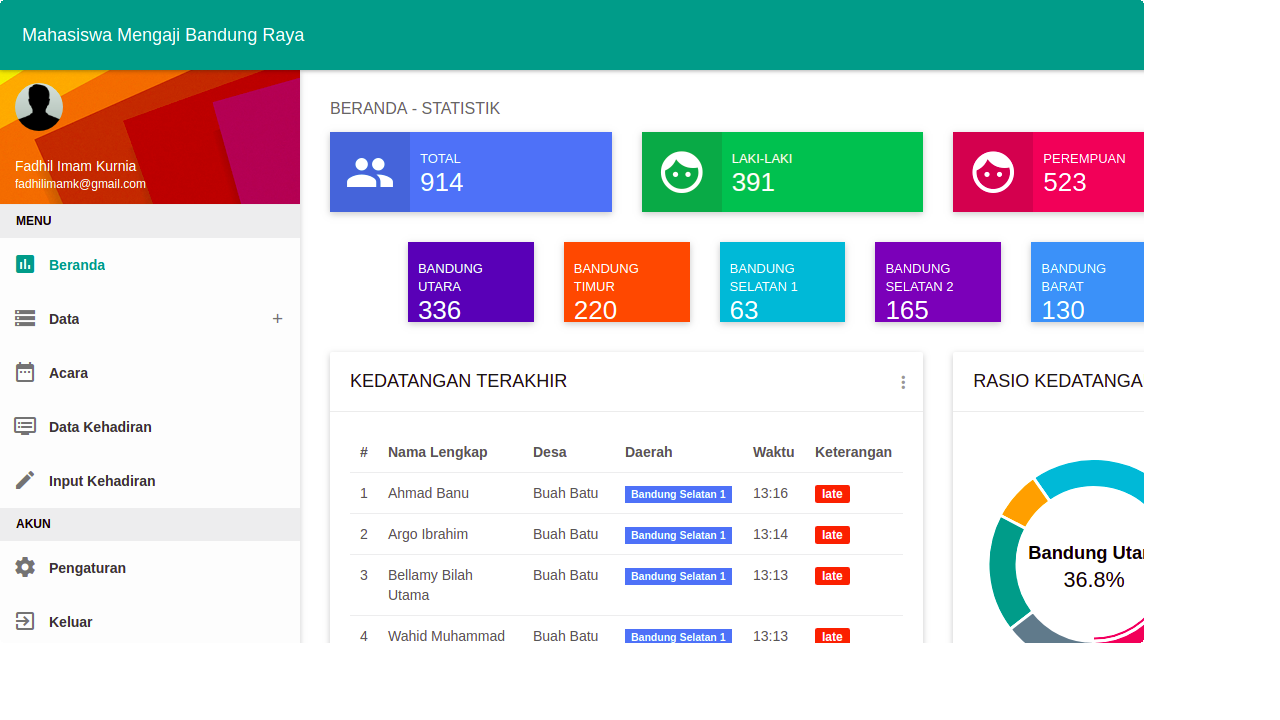 Mahasiswa Mengaji Bandung Raya
Fadhil Imam Kurnia
fadhilimamk@gmail.com
MENU
Beranda
Data +
Acara
Data Kehadiran
Input Kehadiran
AKUN
Pengaturan
Keluar
BERANDA - STATISTIK
TOTAL
914
LAKI-LAKI
391
PEREMPUAN
523
BANDUNG
UTARA
336
BANDUNG
TIMUR
220
BANDUNG
SELATAN 1
63
BANDUNG
SELATAN 2
165
BANDUNG
BARAT
130
KEDATANGAN TERAKHIR
# Nama Lengkap Desa Daerah Waktu Keterangan
1 Ahmad Banu Buah Batu Bandung Selatan 1 13:16 late
2 Argo Ibrahim Buah Batu Bandung Selatan 1 13:14 late
3 Bellamy Bilah Buah Batu Bandung Selatan 1 13:13 late
Utama
4 Wahid Muhammad Buah Batu Bandung Selatan 1 13:13 late
RASIO KEDATANGA
Bandung Utar
36.8%